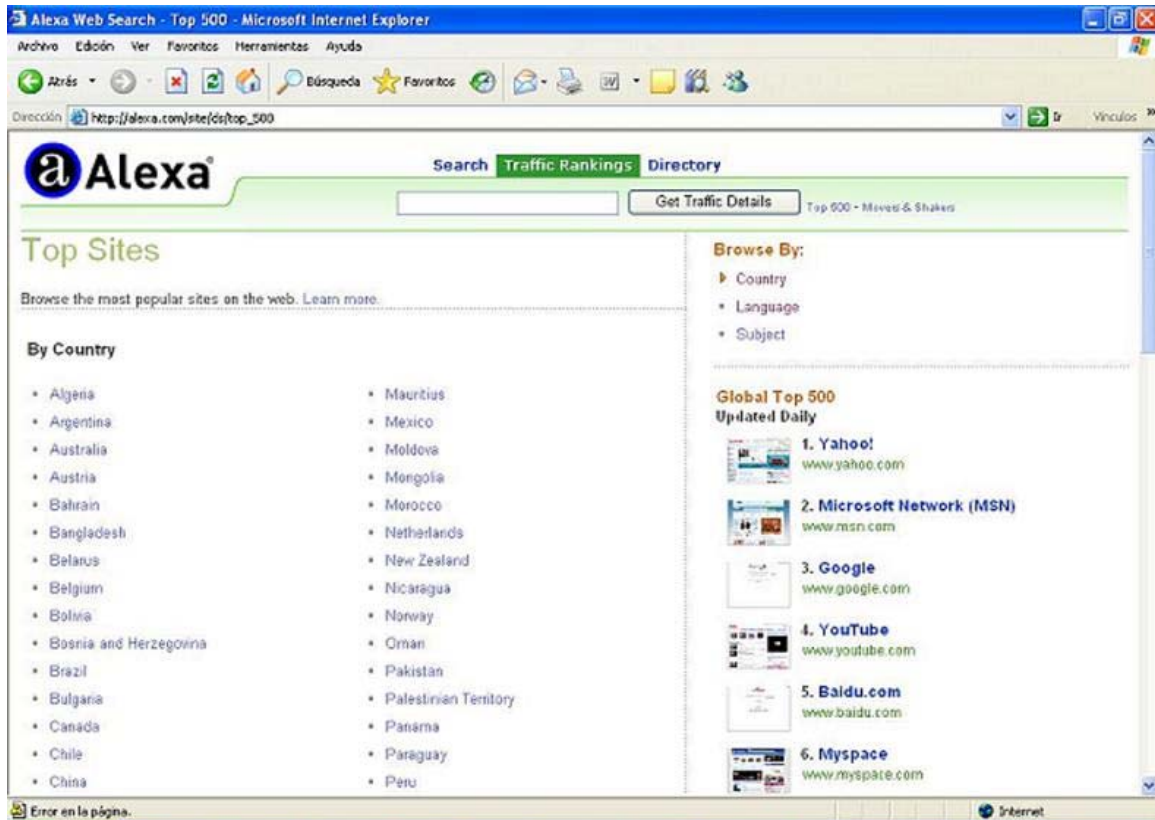 Alexa Web Search - Top 500 - Microsoft Internet Explorer
Archivo Edición Ver Favoritos Herramientas Ayuda
Atrás Búsqueda Favoritos
Dirección http://alexa.com/site/ds/top_500 Ir Vínculos
a Alexa
Search Traffic Rankings Directory
Get Traffic Details Top 500 - Movers & Shakers
Top Sites
Browse the most popular sites on the web. Learn more.
By Country
Algeria
Argentina
Australia
Austria
Bahrain
Bangladesh
Belarus
Belgium
Bolivia
Bosnia and Herzegovina
Brazil
Bulgaria
Canada
Chile
China
Mauritius
Mexico
Moldova
Mongolia
Morocco
Netherlands
New Zealand
Nicaragua
Norway
Oman
Pakistan
Palestinian Territory
Panama
Paraguay
Peru
Browse By:
Country
Language
Subject
Global Top 500
Updated Daily
1. Yahoo!
www.yahoo.com
2. Microsoft Network (MSN)
www.msn.com
3. Google
www.google.com
4. YouTube
www.youtube.com
5. Baidu.com
www.baidu.com
6. Myspace
www.myspace.com
Error en la página. Internet